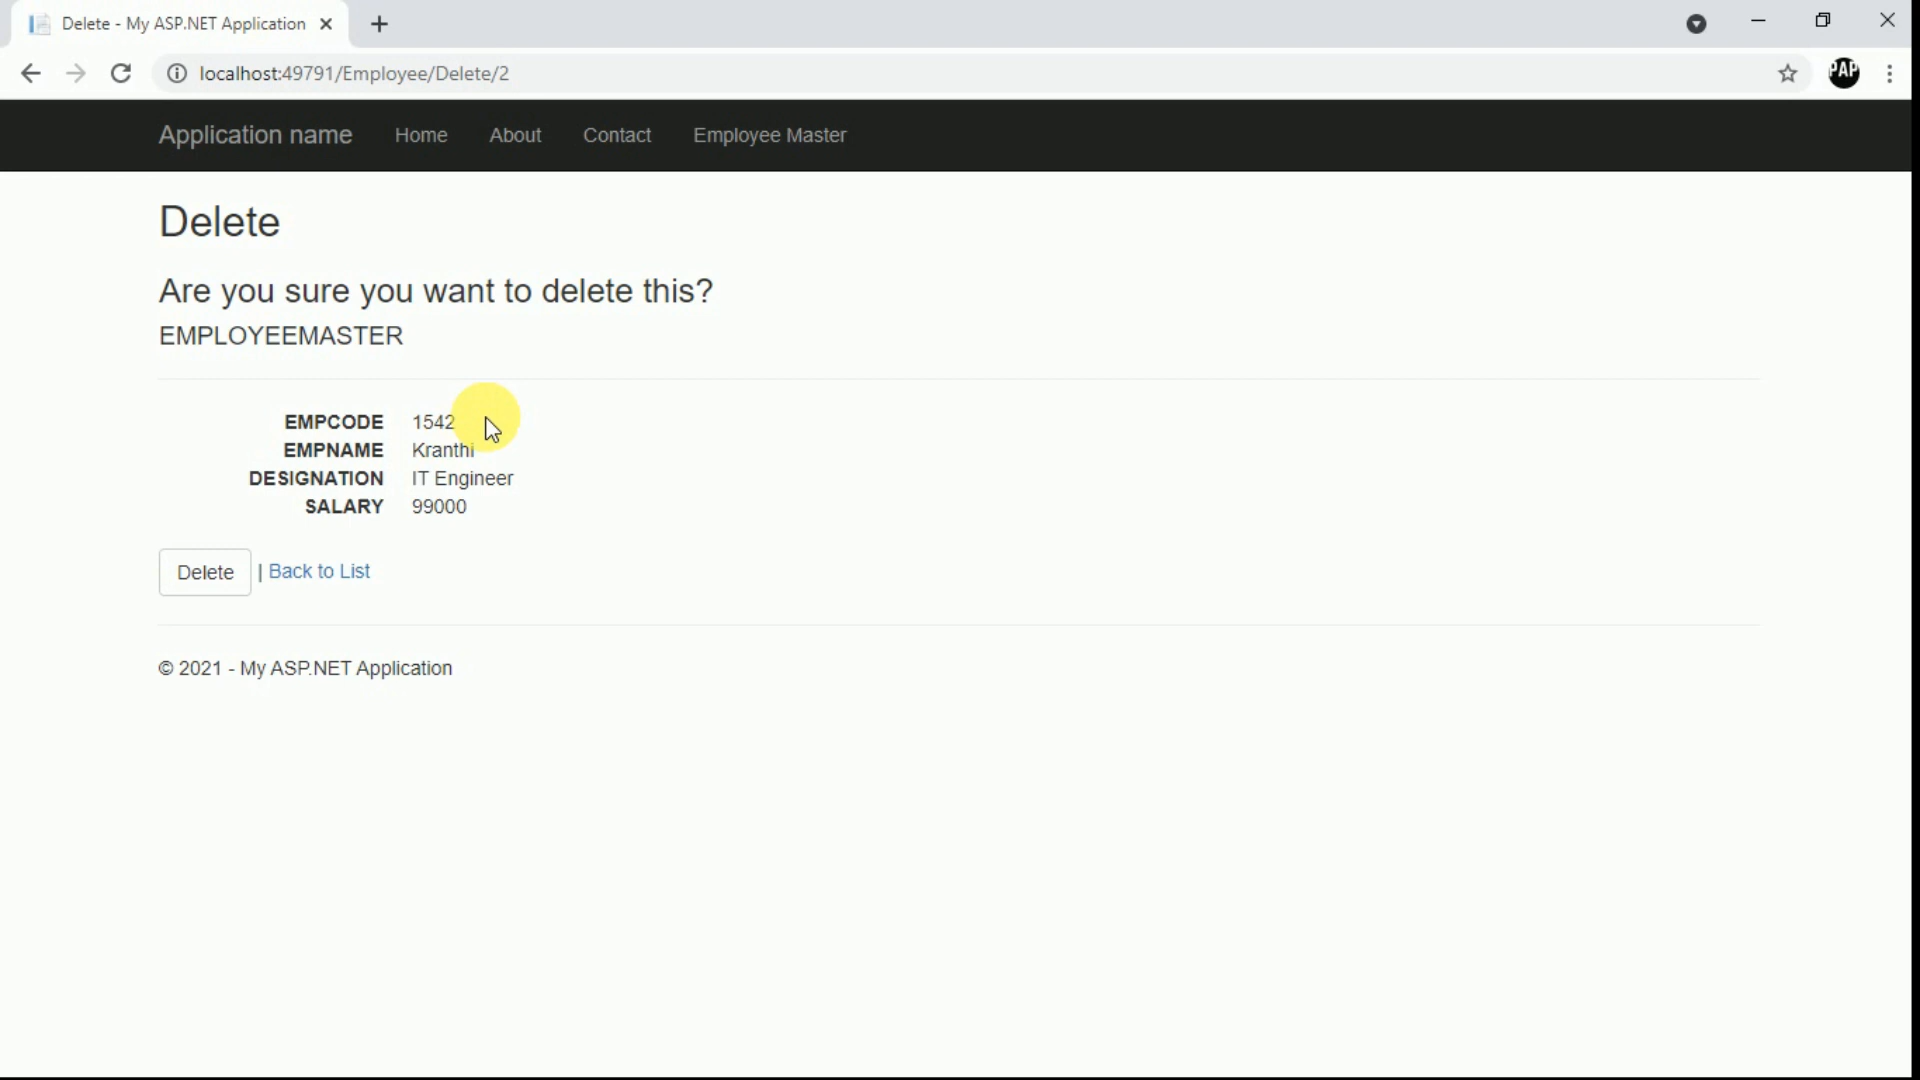 Delete - My ASP.NET Application
localhost:49791/Employee/Delete/2
PAP
Application name Home About Contact Employee Master
Delete
Are you sure you want to delete this?
EMPLOYEEMASTER
EMPCODE 1542
EMPNAME Kranthi
DESIGNATION IT Engineer
SALARY 99000
Delete | Back to List
© 2021 - My ASP.NET Application